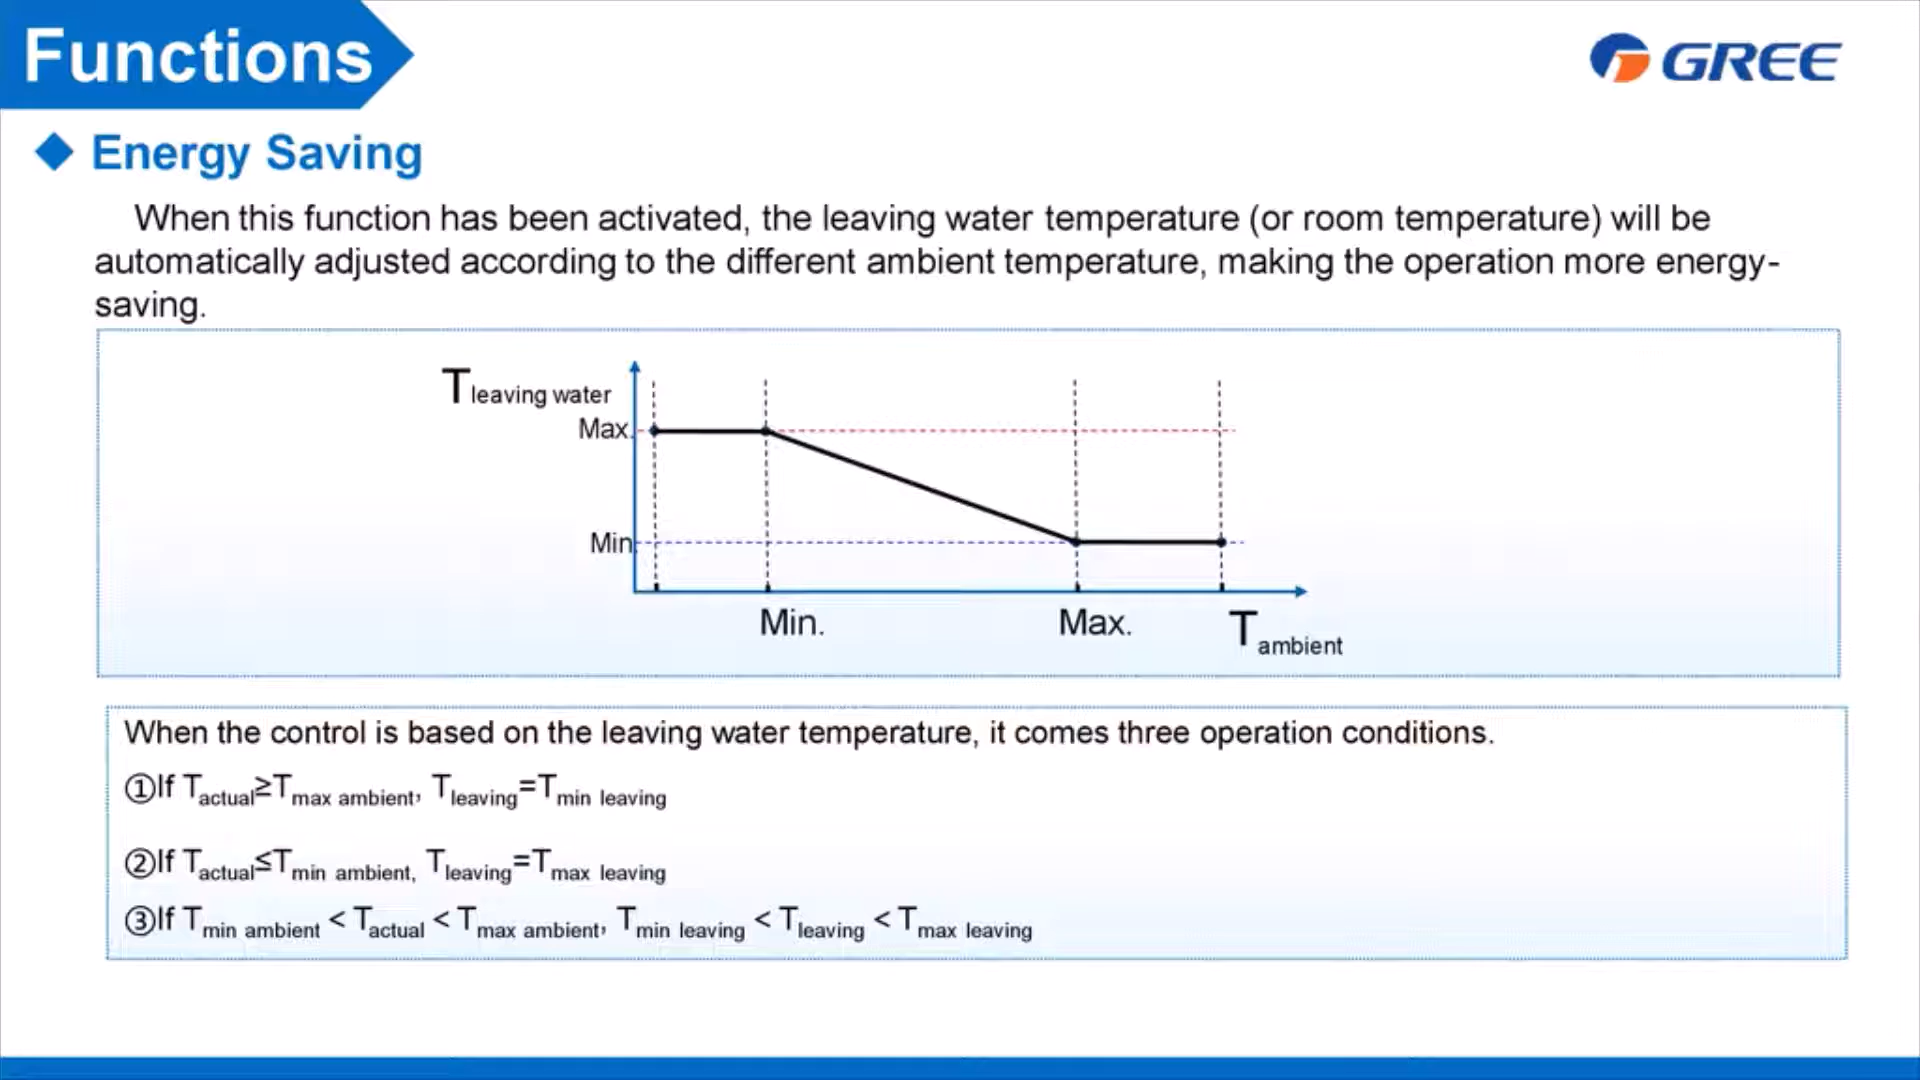 Functions
GREE
Energy Saving
When this function has been activated, the leaving water temperature (or room temperature) will be
automatically adjusted according to the different ambient temperature, making the operation more energy-
saving.
T leaving water
Max.
Min.
Min.
Max.
T ambient
When the control is based on the leaving water temperature, it comes three operation conditions.
①If Tactual≥Tmax ambient, Tleaving=Tmin leaving
②If Tactual≤Tmin ambient, Tleaving=Tmax leaving
③If Tmin ambient < Tactual < Tmax ambient, Tmin leaving < Tleaving < Tmax leaving